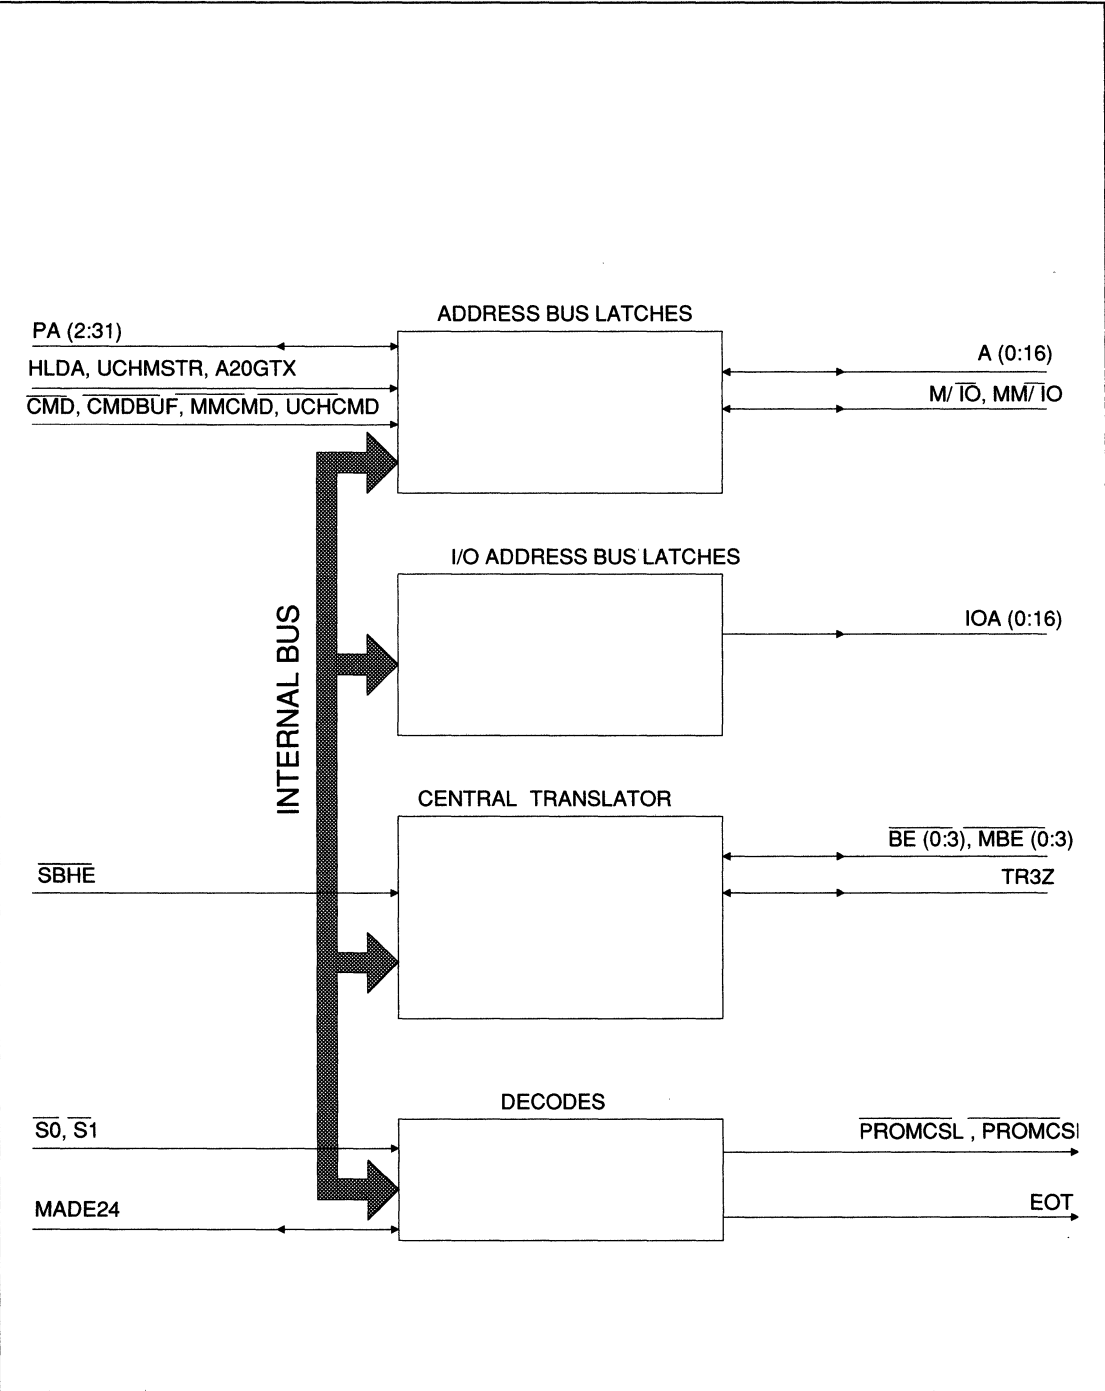 ADDRESS BUS LATCHES
PA (2:31)
HLDA, UCHMSTR, A20GTX
CMD, CMDBUF, MMCMD, UCHCMD
A (0:16)
M/ IO, MM/ IO
I/O ADDRESS BUS LATCHES
IOA (0:16)
INTERNAL BUS
CENTRAL TRANSLATOR
BE (0:3), MBE (0:3)
SBHE
TR3Z
DECODES
S0, S1
PROMCSL , PROMCS
MADE24
EOT